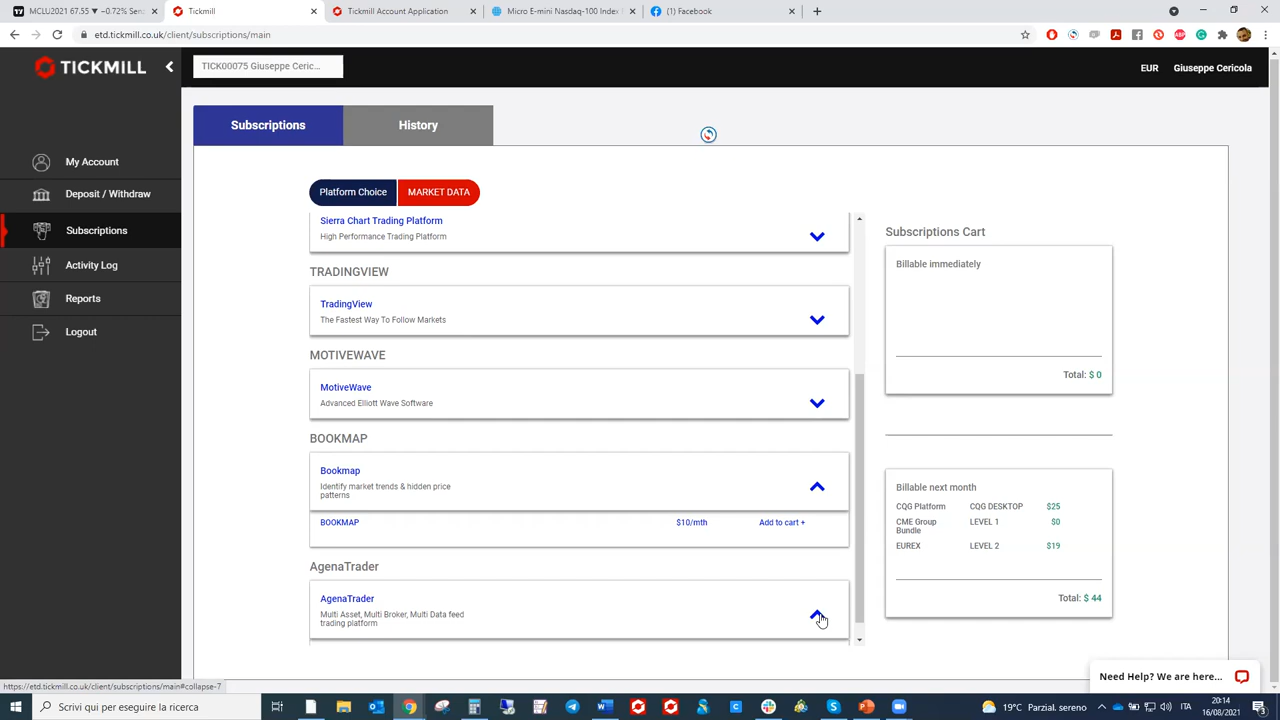 MCLU2021 67.55 −0.72% Sen
Tickmill
Tickmill Account Application
Micro E-mini Nasdaq-100 Index
(1) Facebook
etd.tickmill.co.uk/client/subscriptions/main
TICKMILL
TICK00075 Giuseppe Ceric...
EUR
Giuseppe Cericola
Subscriptions
History
My Account
Deposit / Withdraw
Subscriptions
Activity Log
Reports
Logout
Platform Choice
MARKET DATA
Sierra Chart Trading Platform
High Performance Trading Platform
TRADINGVIEW
TradingView
The Fastest Way To Follow Markets
MOTIVEWAVE
MotiveWave
Advanced Elliott Wave Software
BOOKMAP
Bookmap
Identify market trends & hidden price
patterns
BOOKMAP $10/mth Add to cart +
AgenaTrader
AgenaTrader
Multi Asset, Multi Broker, Multi Data feed
trading platform
Subscriptions Cart
Billable immediately
Total: $ 0
Billable next month
CQG Platform CQG DESKTOP $25
CME Group LEVEL 1 $0
Bundle
EUREX LEVEL 2 $19
Total: $ 44
Need Help? We are here...
https://etd.tickmill.co.uk/client/subscriptions/main#collapse-7
Scrivi qui per eseguire la ricerca
19°C Parzial. sereno
ITA
20:14
16/08/2021